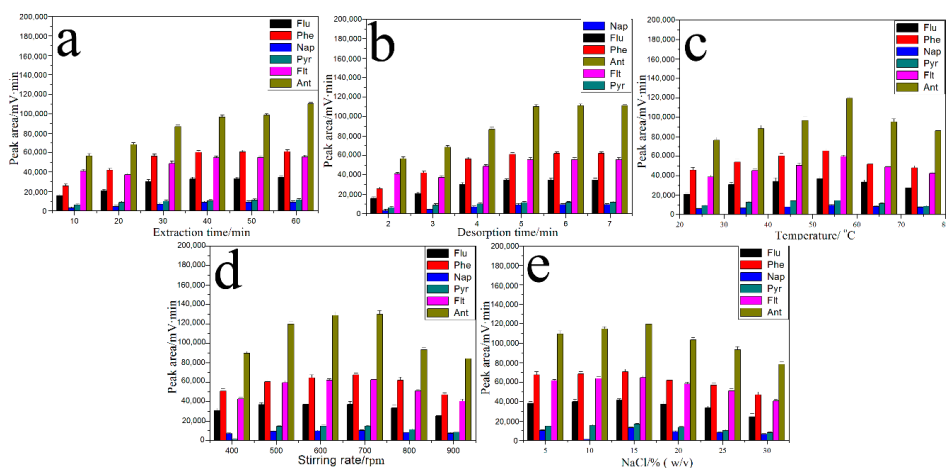 a
Peak area/mV·min
200,000
180,000
160,000
140,000
120,000
100,000
80,000
60,000
40,000
20,000
0
10 20 30 40 50 60
Extraction time/min
Flu
Phe
Nap
Pyr
Flt
Ant
b
Peak area/mV·min
200,000
180,000
160,000
140,000
120,000
100,000
80,000
60,000
40,000
20,000
0
2 3 4 5 6 7
Desorption time/min
Nap
Flu
Phe
Ant
Flt
Pyr
c
Peak area/mV·min
200,000
180,000
160,000
140,000
120,000
100,000
80,000
60,000
40,000
20,000
0
20 30 40 50 60 70 80
Temperature/ °C
Flu
Phe
Nap
Pyr
Flt
Ant
d
Peak area/mV·min
200,000
180,000
160,000
140,000
120,000
100,000
80,000
60,000
40,000
20,000
0
400 500 600 700 800 900
Stirring rate/rpm
Flu
Phe
Nap
Pyr
Flt
Ant
e
Peak area/mV·min
200,000
180,000
160,000
140,000
120,000
100,000
80,000
60,000
40,000
20,000
0
5 10 15 20 25 30
NaCl/% ( w/v)
Flu
Phe
Nap
Pyr
Flt
Ant